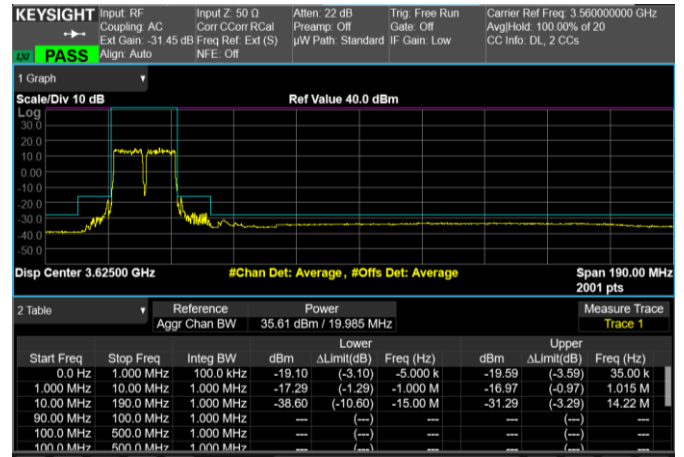 KEYSIGHT Input: RF Input Z: 50 Ω Atten: 22 dB Trig: Free Run Carrier Ref Freq: 3.560000000 GHz
Coupling: AC Corr CCorr RCal Preamp: Off Gate: Off Avg|Hold: 100.00% of 20
Ext Gain: -31.45 dB Freq Ref: Ext (S) µW Path: Standard IF Gain: Low CC Info: DL, 2 CCs
LXI PASS Align: Auto NFE: Off
1 Graph
Scale/Div 10 dB Ref Value 40.0 dBm
Log
30.0
20.0
10.0
0.00
-10.0
-20.0
-30.0
-40.0
-50.0
Disp Center 3.62500 GHz #Chan Det: Average, #Offs Det: Average Span 190.00 MHz
2001 pts
2 Table Reference Power Measure Trace
Aggr Chan BW 35.61 dBm / 19.985 MHz Trace 1
Lower Upper
Start Freq Stop Freq Integ BW dBm ΔLimit(dB) Freq (Hz) dBm ΔLimit(dB) Freq (Hz)
0.0 Hz 1.000 MHz 100.0 kHz -19.10 (-3.10) -5.000 k -19.59 (-3.59) 35.00 k
1.000 MHz 10.00 MHz 1.000 MHz -17.29 (-1.29) -1.000 M -16.97 (-0.97) 1.015 M
10.00 MHz 190.0 MHz 1.000 MHz -38.60 (-10.60) -15.00 M -31.29 (-3.29) 14.22 M
90.00 MHz 100.0 MHz 1.000 MHz --- (---) --- --- (---) ---
100.0 MHz 500.0 MHz 1.000 MHz --- (---) --- --- (---) ---
100.0 MHz 500.0 MHz 1.000 MHz --- (---) --- --- (---) ---